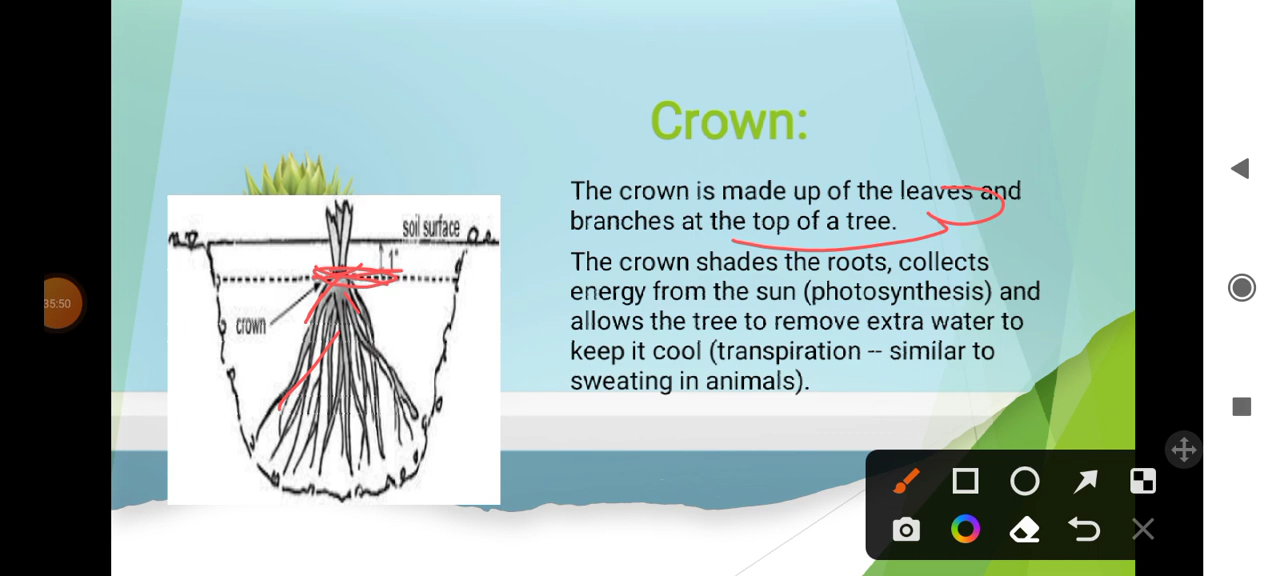 Crown:
soil surface
1"
crown
The crown is made up of the leaves and
branches at the top of a tree.
The crown shades the roots, collects
energy from the sun (photosynthesis) and
allows the tree to remove extra water to
keep it cool (transpiration -- similar to
sweating in animals).
35:50